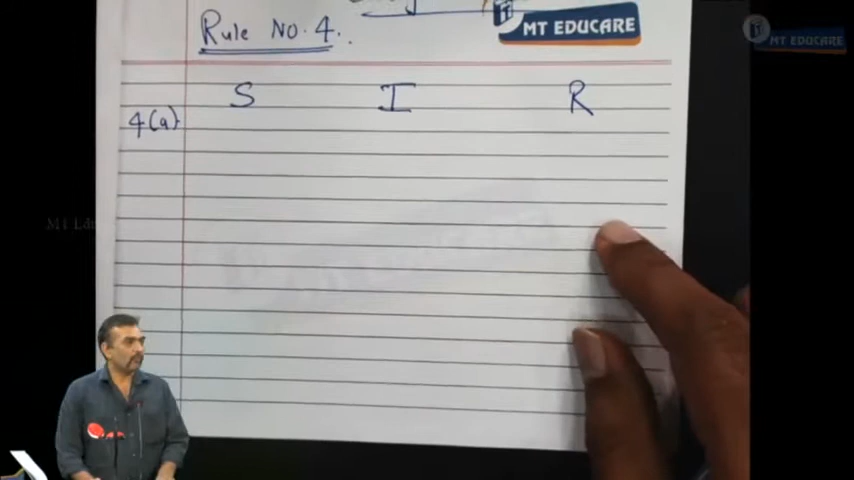 Rule No. 4.
MT EDUCARE
MT EDUCARE
S I R
4(a)